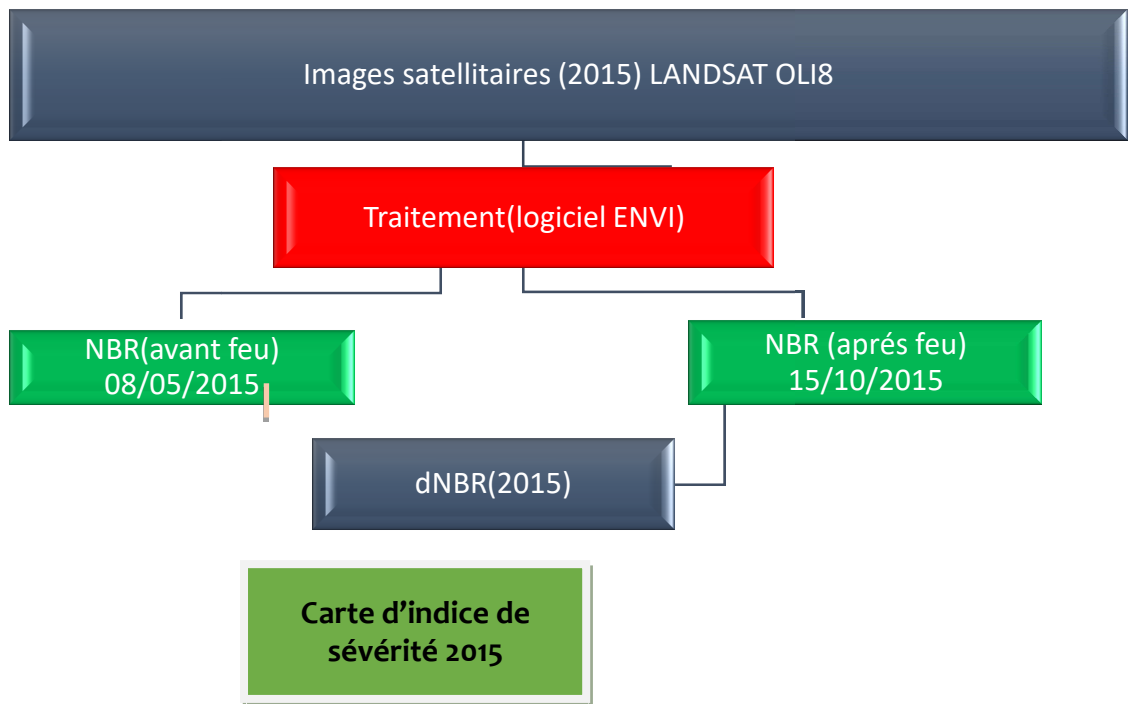 Images satellitaires (2015) LANDSAT OLI8
Traitement(logiciel ENVI)
NBR(avant feu)
08/05/2015
NBR (aprés feu)
15/10/2015
dNBR(2015)
Carte d’indice de
sévérité 2015